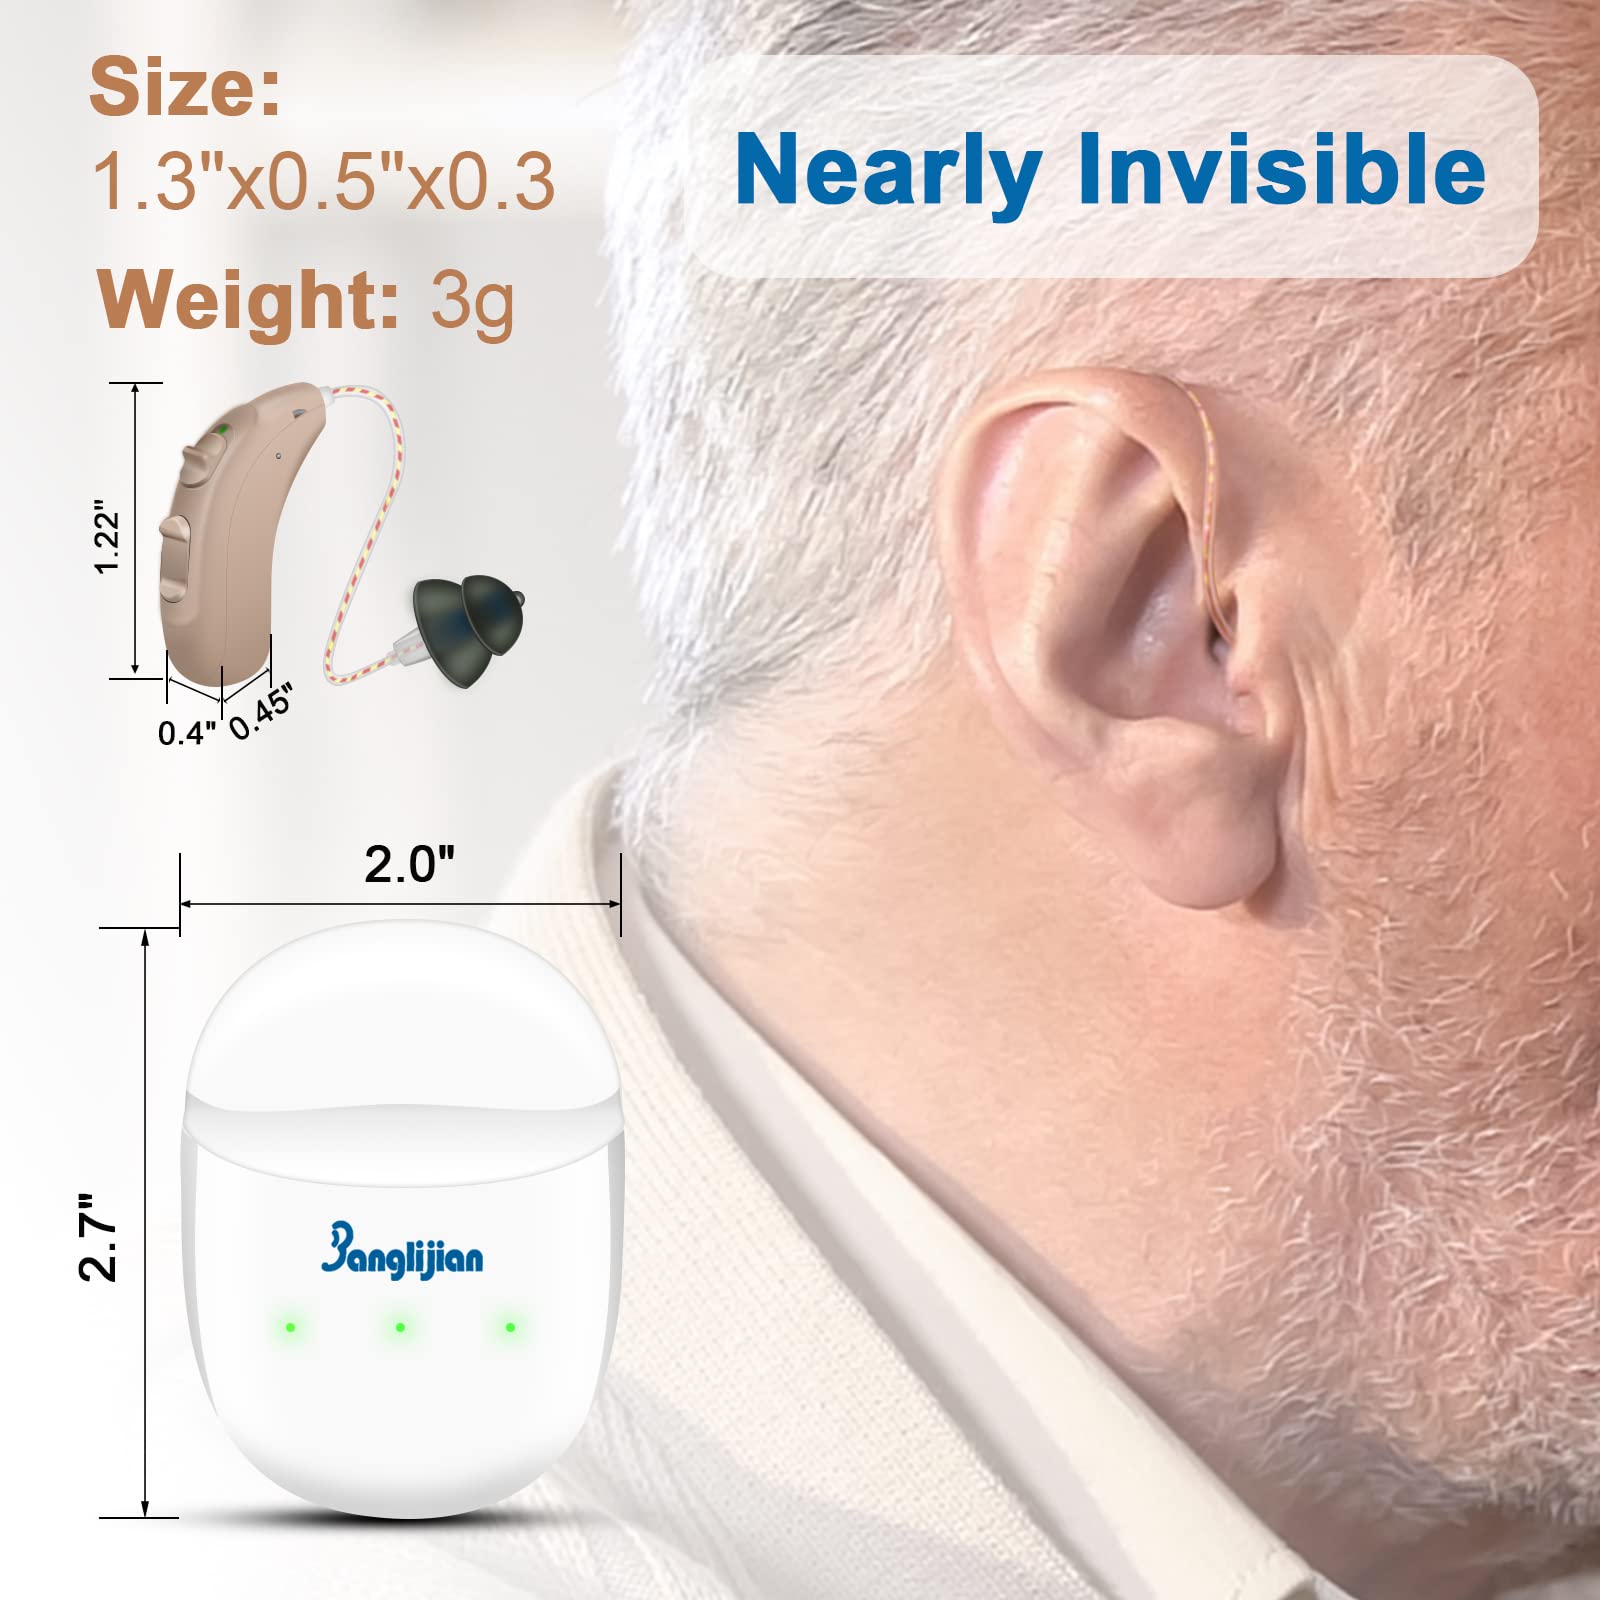 Size:
1.3"x0.5"x0.3
Weight: 3g
Nearly Invisible
1.22"
0.4"
0.45"
2.0"
2.7"
Banglijian